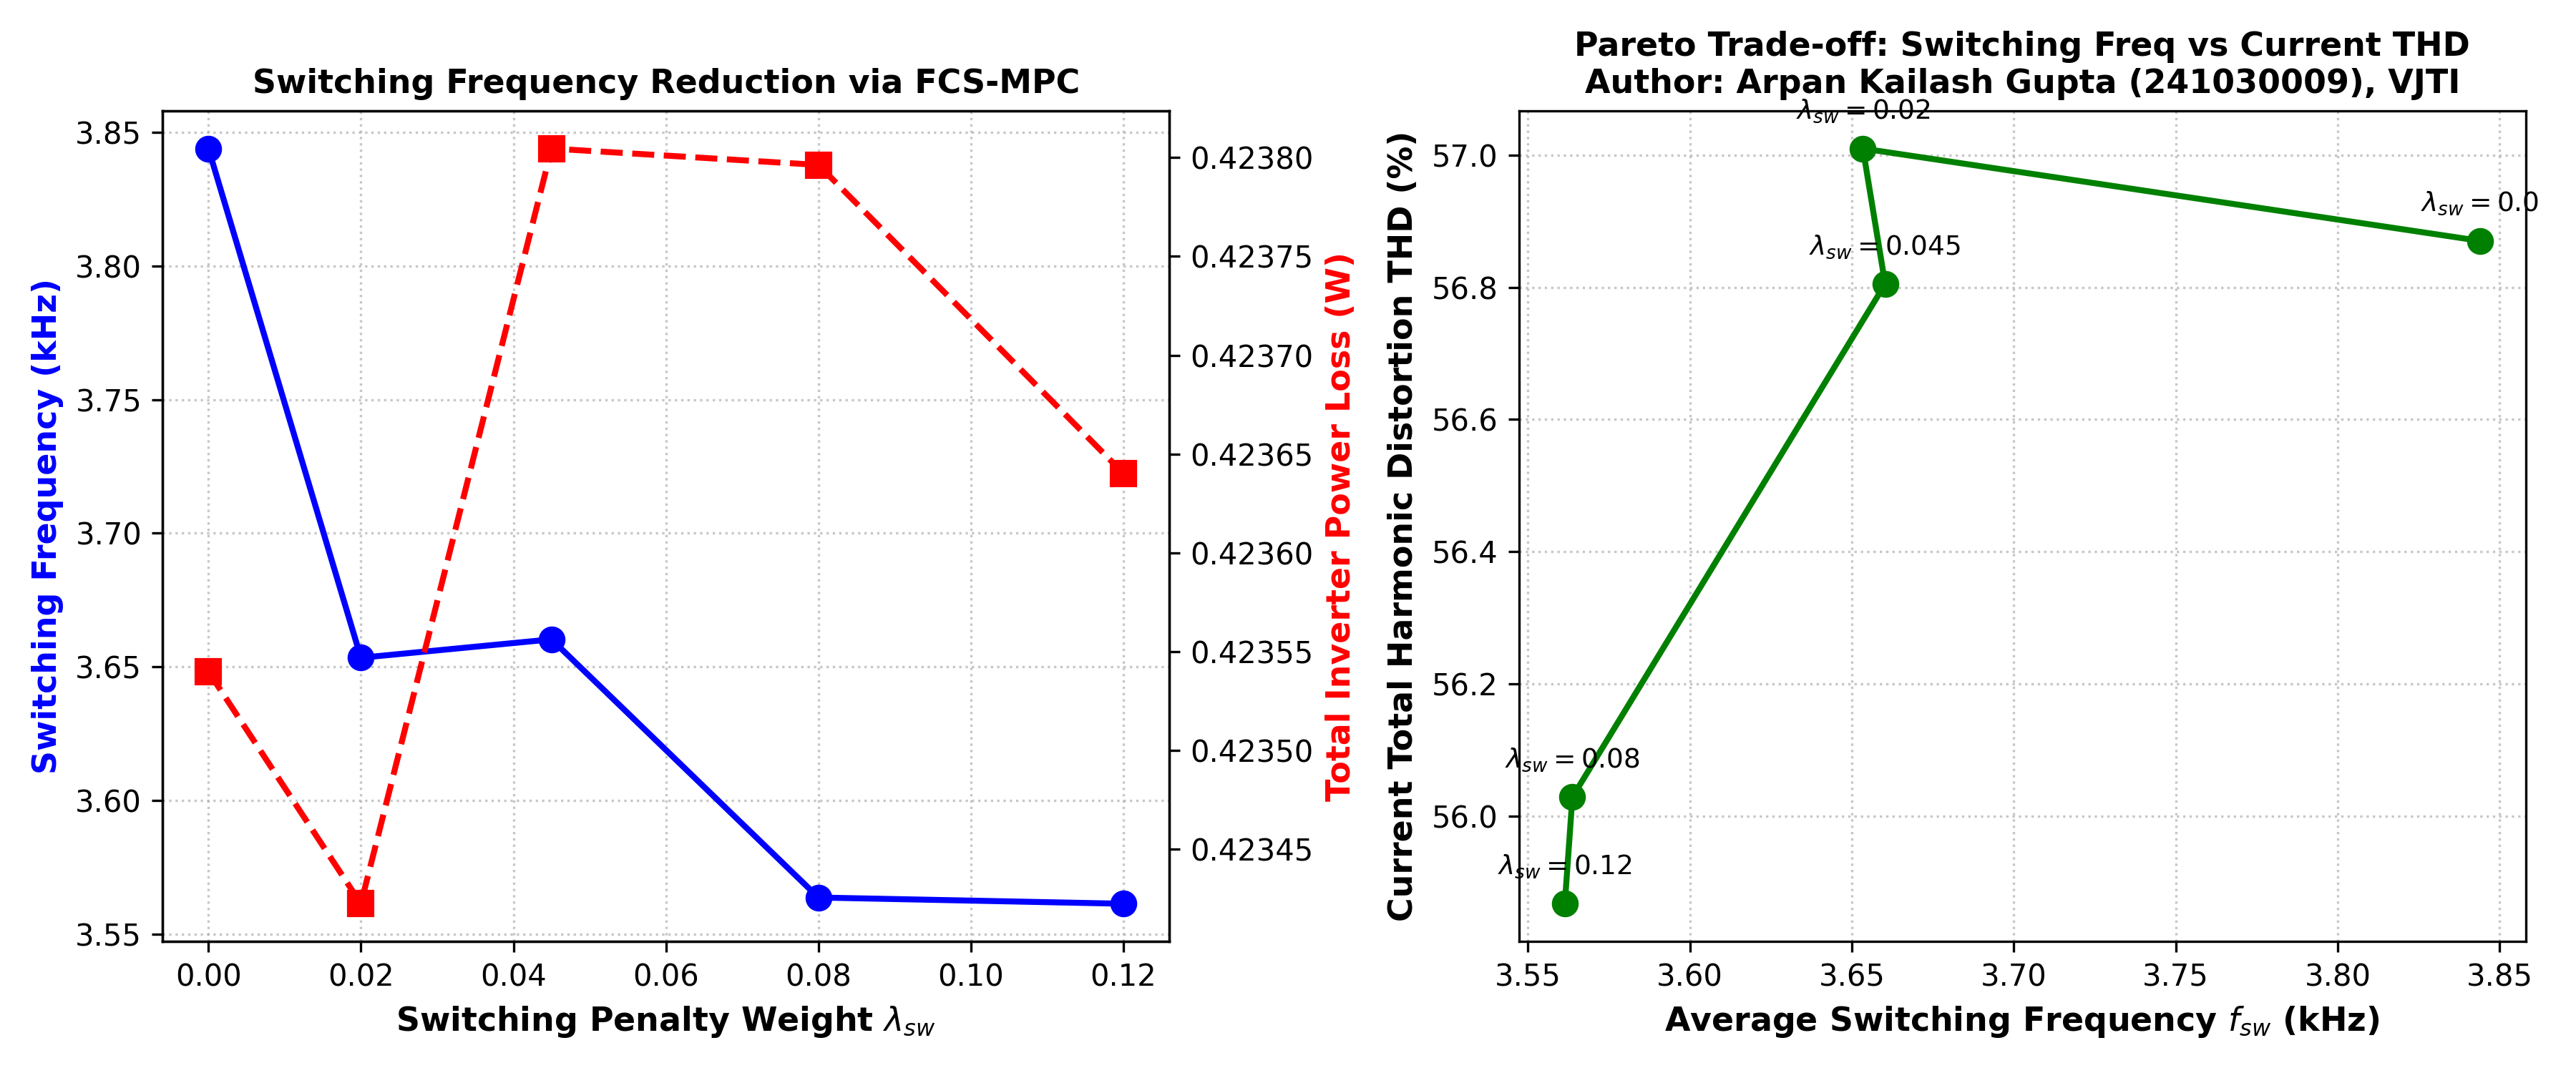 Switching Frequency Reduction via FCS-MPC
Switching Frequency (kHz)
3.85
3.80
3.75
3.70
3.65
3.60
3.55
0.00 0.02 0.04 0.06 0.08 0.10 0.12
Switching Penalty Weight λsw
0.42380
0.42375
0.42370
0.42365
0.42360
0.42355
0.42350
0.42345
Total Inverter Power Loss (W)
Pareto Trade-off: Switching Freq vs Current THD
Author: Arpan Kailash Gupta (241030009), VJTI
Current Total Harmonic Distortion THD (%)
57.0
56.8
56.6
56.4
56.2
56.0
λsw = 0.02
λsw = 0.0
λsw = 0.045
λsw = 0.08
λsw = 0.12
3.55 3.60 3.65 3.70 3.75 3.80 3.85
Average Switching Frequency fsw (kHz)